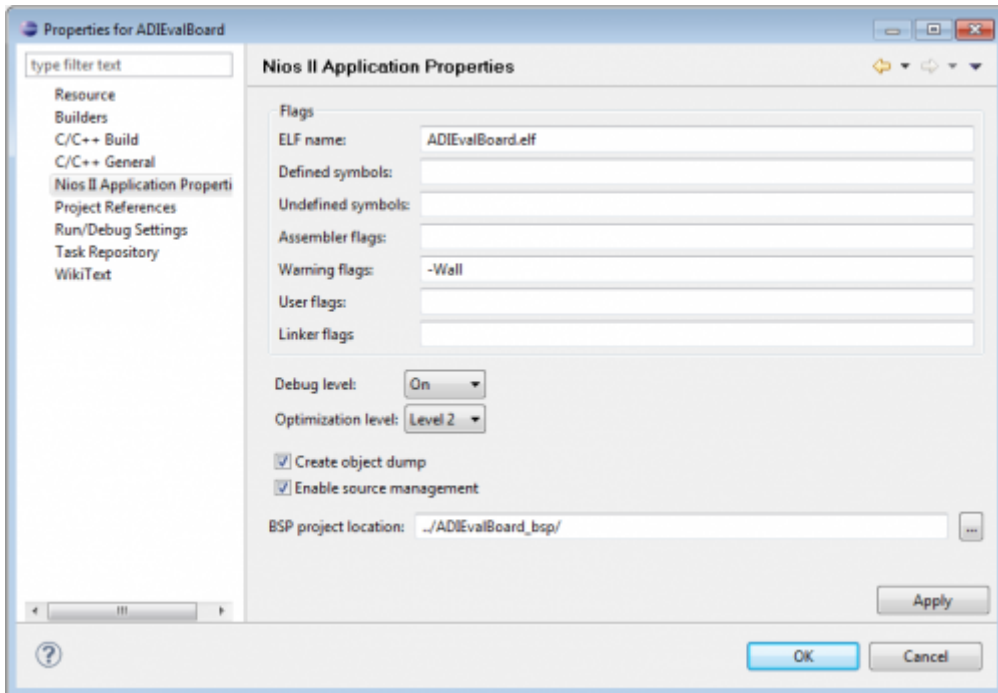 Properties for ADIEvalBoard
type filter text
Resource
Builders
C/C++ Build
C/C++ General
Nios II Application Properti
Project References
Run/Debug Settings
Task Repository
WikiText
Nios II Application Properties
Flags
ELF name: ADIEvalBoard.elf
Defined symbols:
Undefined symbols:
Assembler flags:
Warning flags: -Wall
User flags:
Linker flags
Debug level: On
Optimization level: Level 2
Create object dump
Enable source management
BSP project location: ../ADIEvalBoard_bsp/ ...
Apply
OK Cancel